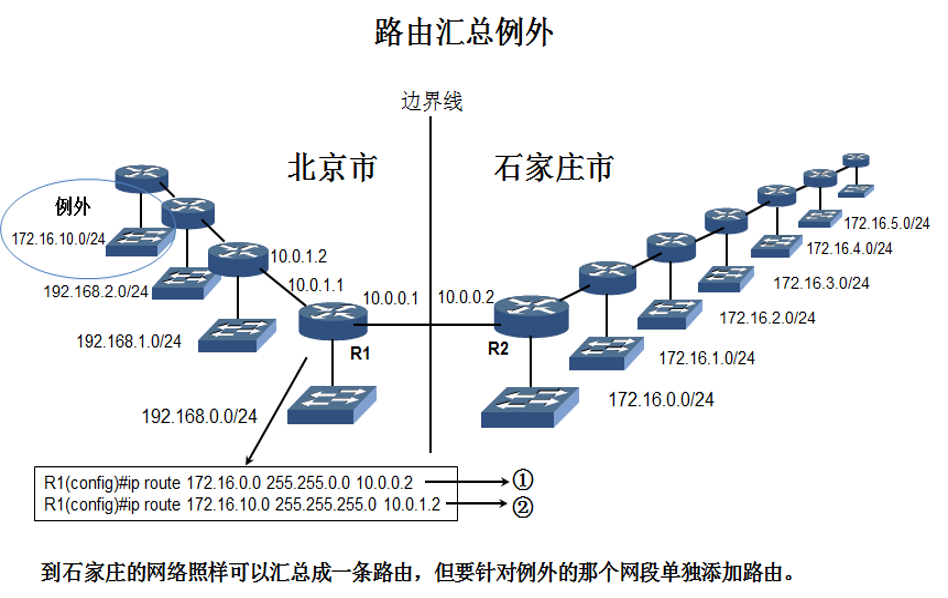 路由汇总例外
边界线
北京市
石家庄市
例外
172.16.10.0/24
192.168.2.0/24
192.168.1.0/24
192.168.0.0/24
10.0.1.2
10.0.1.1
10.0.0.1
10.0.0.2
R1
R2
172.16.5.0/24
172.16.4.0/24
172.16.3.0/24
172.16.2.0/24
172.16.1.0/24
172.16.0.0/24
R1(config)#ip route 172.16.0.0 255.255.0.0 10.0.0.2 ①
R1(config)#ip route 172.16.10.0 255.255.255.0 10.0.1.2 ②
到石家庄的网络照样可以汇总成一条路由，但要针对例外的那个网段单独添加路由。